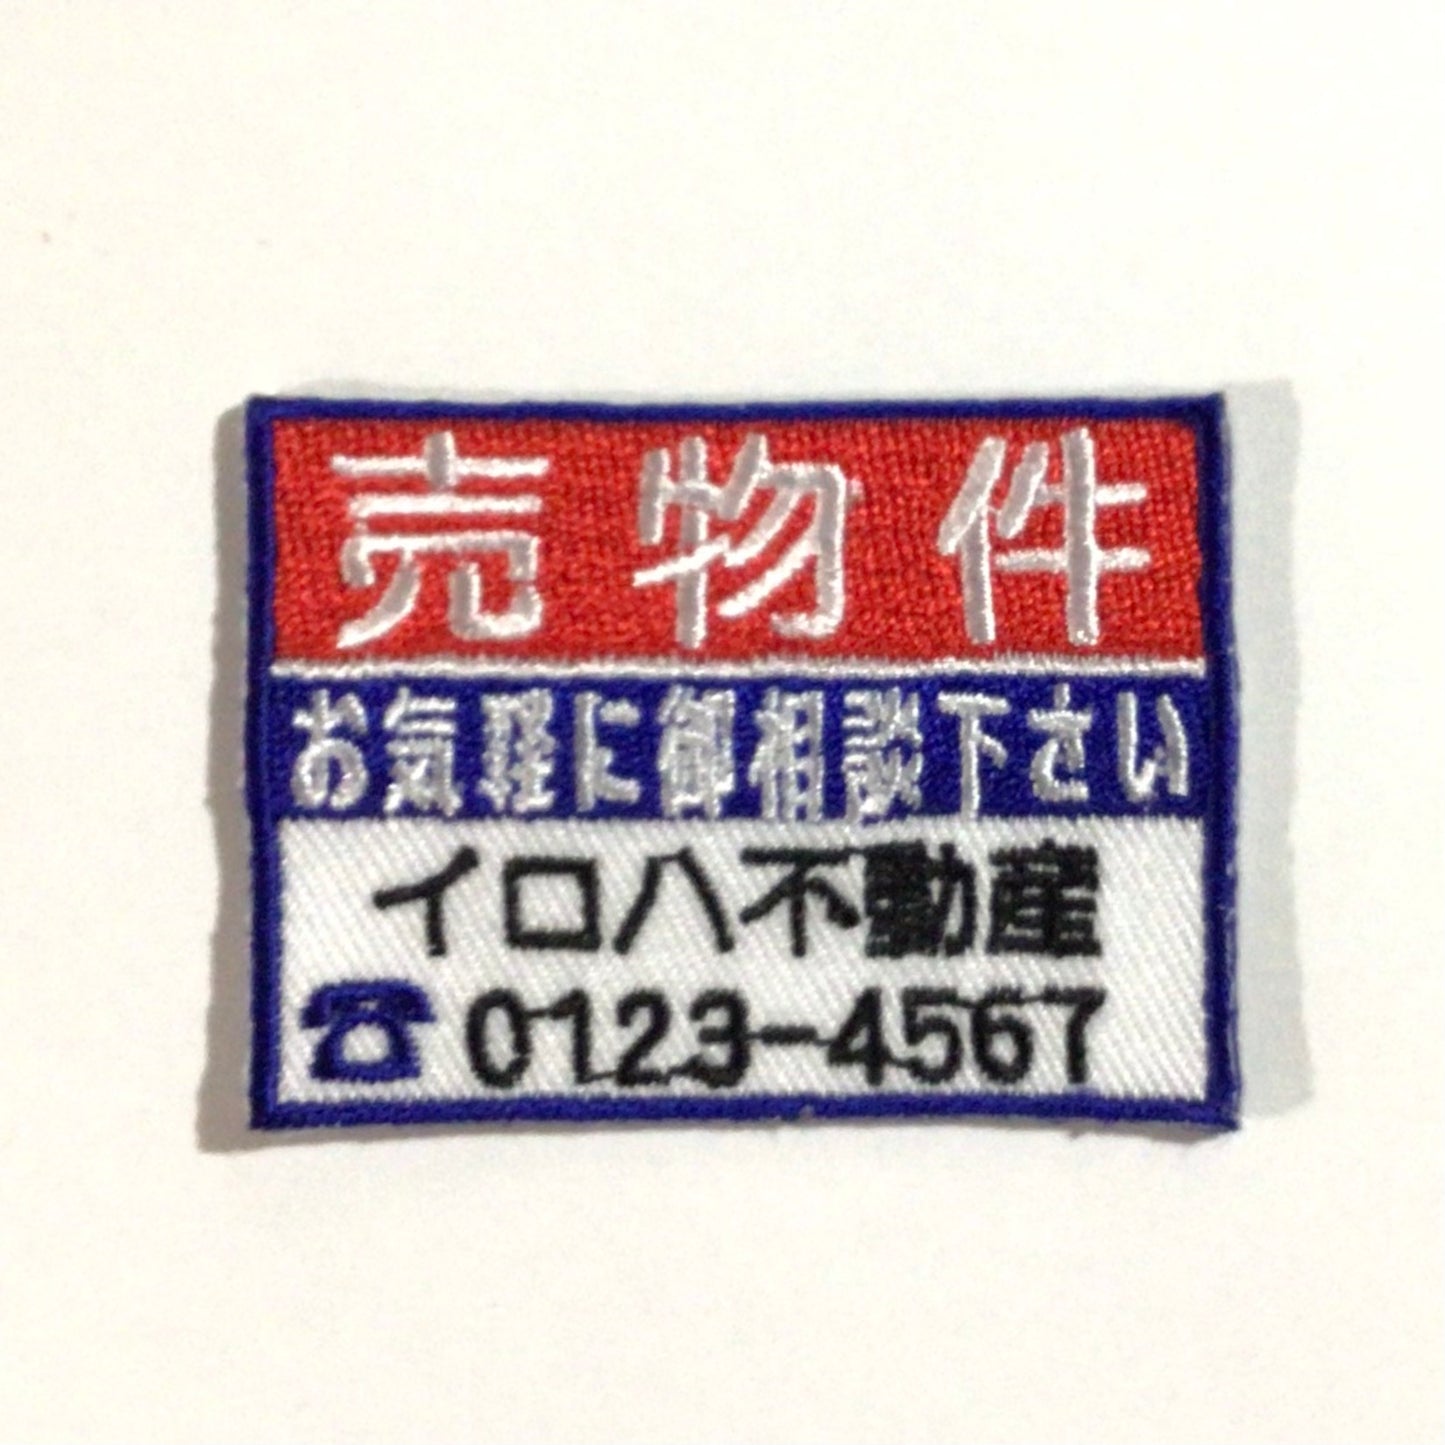 売物件
お気軽に御相談下さい
イロハ不動産
☎0123-4567